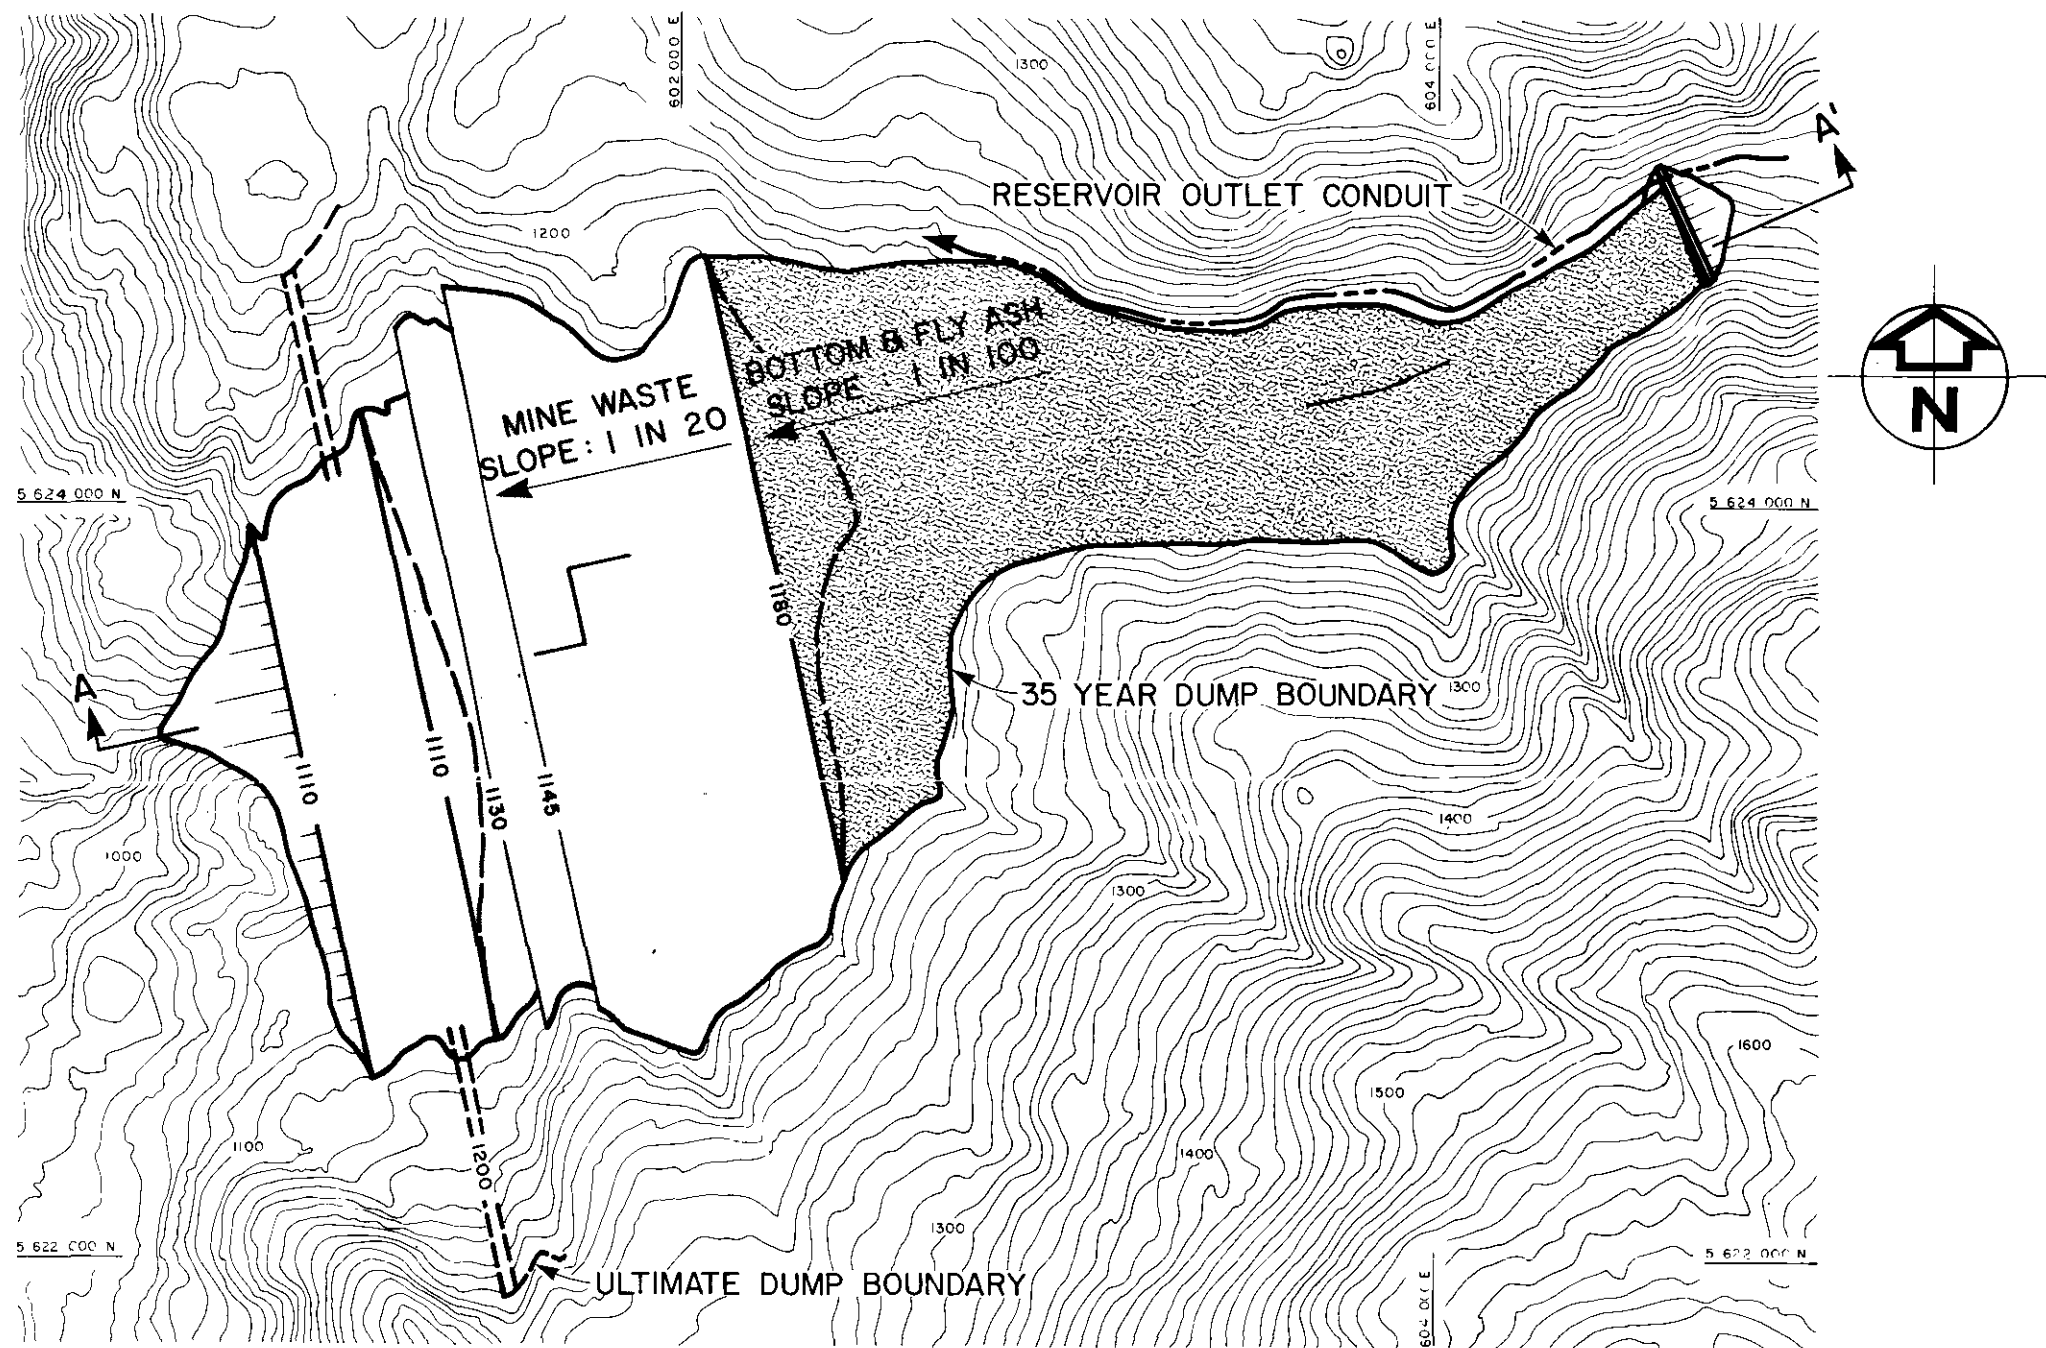 602 000 E
1300
604 000 E
A'
RESERVOIR OUTLET CONDUIT
1200
BOTTOM & FLY ASH
SLOPE : 1 IN 100
MINE WASTE
SLOPE: 1 IN 20
N
5 624 000 N
5 624 000 N
1180
A
35 YEAR DUMP BOUNDARY
1300
1110
1110
1130
1145
1400
1000
1300
1600
1500
1100
1200
1400
1300
5 622 000 N
5 622 000 N
ULTIMATE DUMP BOUNDARY
604 000 E